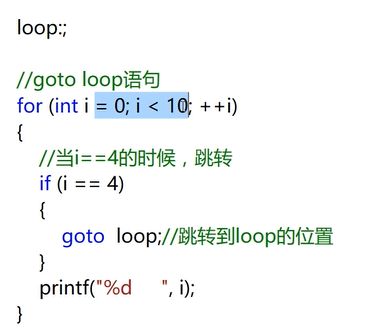 loop:;
//goto loop语句
for (int i = 0; i < 10; ++i)
{
//当i==4的时候，跳转
if (i == 4)
{
goto  loop;//跳转到loop的位置
}
printf("%d     ", i);
}